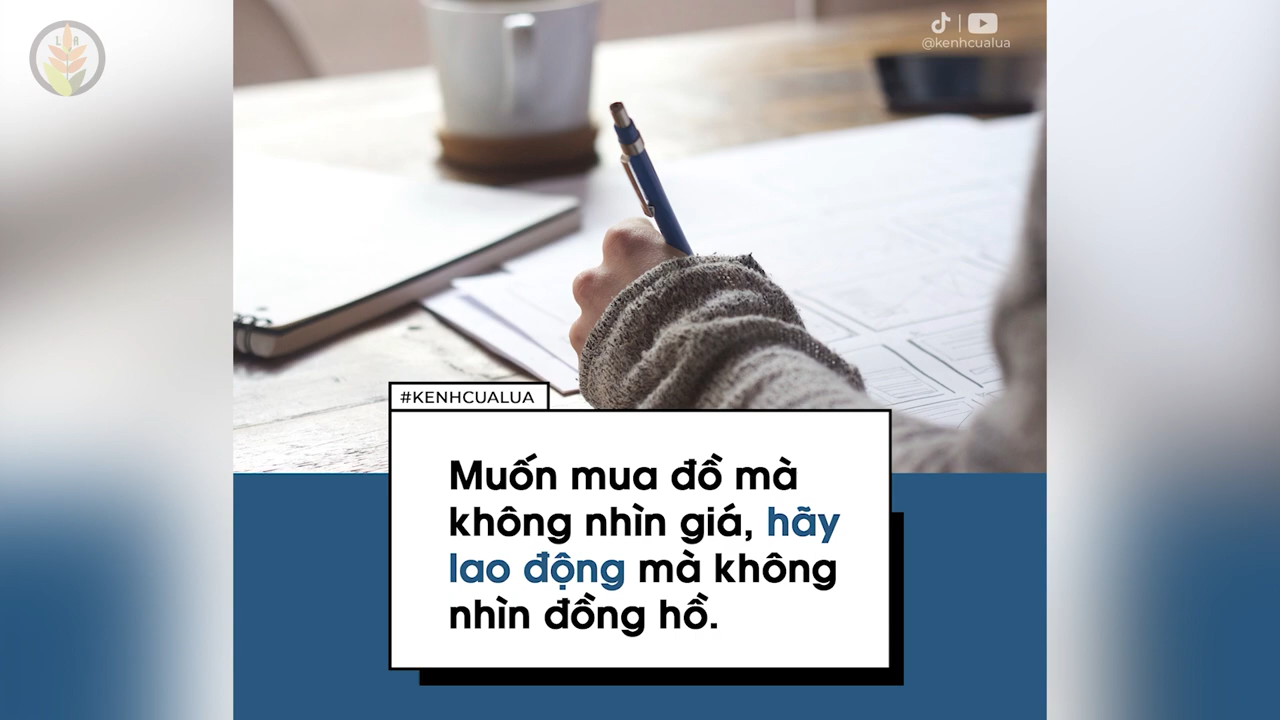 L A
@kenhcualua
#KENHCUALUA
Muốn mua đồ mà
không nhìn giá, hãy
lao động mà không
nhìn đồng hồ.